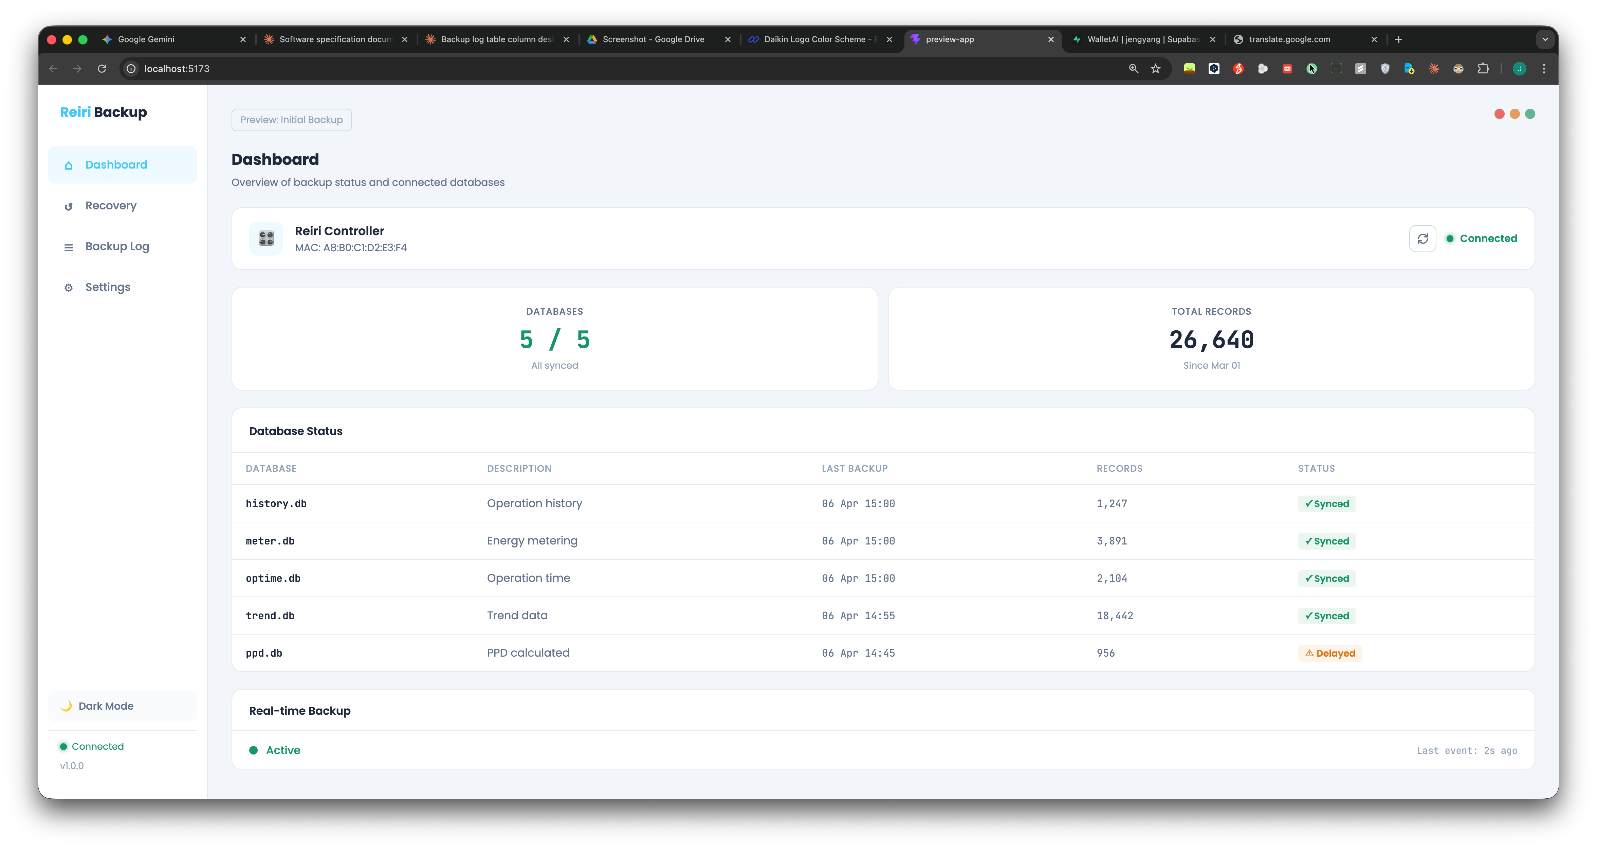 Google Gemini
Software specification docum
Backup log table column des
Screenshot - Google Drive
Daikin Logo Color Scheme -
preview-app
WalletAI | jengyang | Supabas
translate.google.com
localhost:5173
Reiri Backup
Dashboard
Recovery
Backup Log
Settings
Dark Mode
Connected
v1.0.0
Preview: Initial Backup
Dashboard
Overview of backup status and connected databases
Reiri Controller
MAC: A8:B0:C1:D2:E3:F4
Connected
DATABASES
5 / 5
All synced
TOTAL RECORDS
26,640
Since Mar 01
Database Status
DATABASE DESCRIPTION LAST BACKUP RECORDS STATUS
history.db Operation history 06 Apr 15:00 1,247 ✓ Synced
meter.db Energy metering 06 Apr 15:00 3,891 ✓ Synced
optime.db Operation time 06 Apr 15:00 2,104 ✓ Synced
trend.db Trend data 06 Apr 14:55 18,442 ✓ Synced
ppd.db PPD calculated 06 Apr 14:45 956 ⚠ Delayed
Real-time Backup
Active
Last event: 2s ago